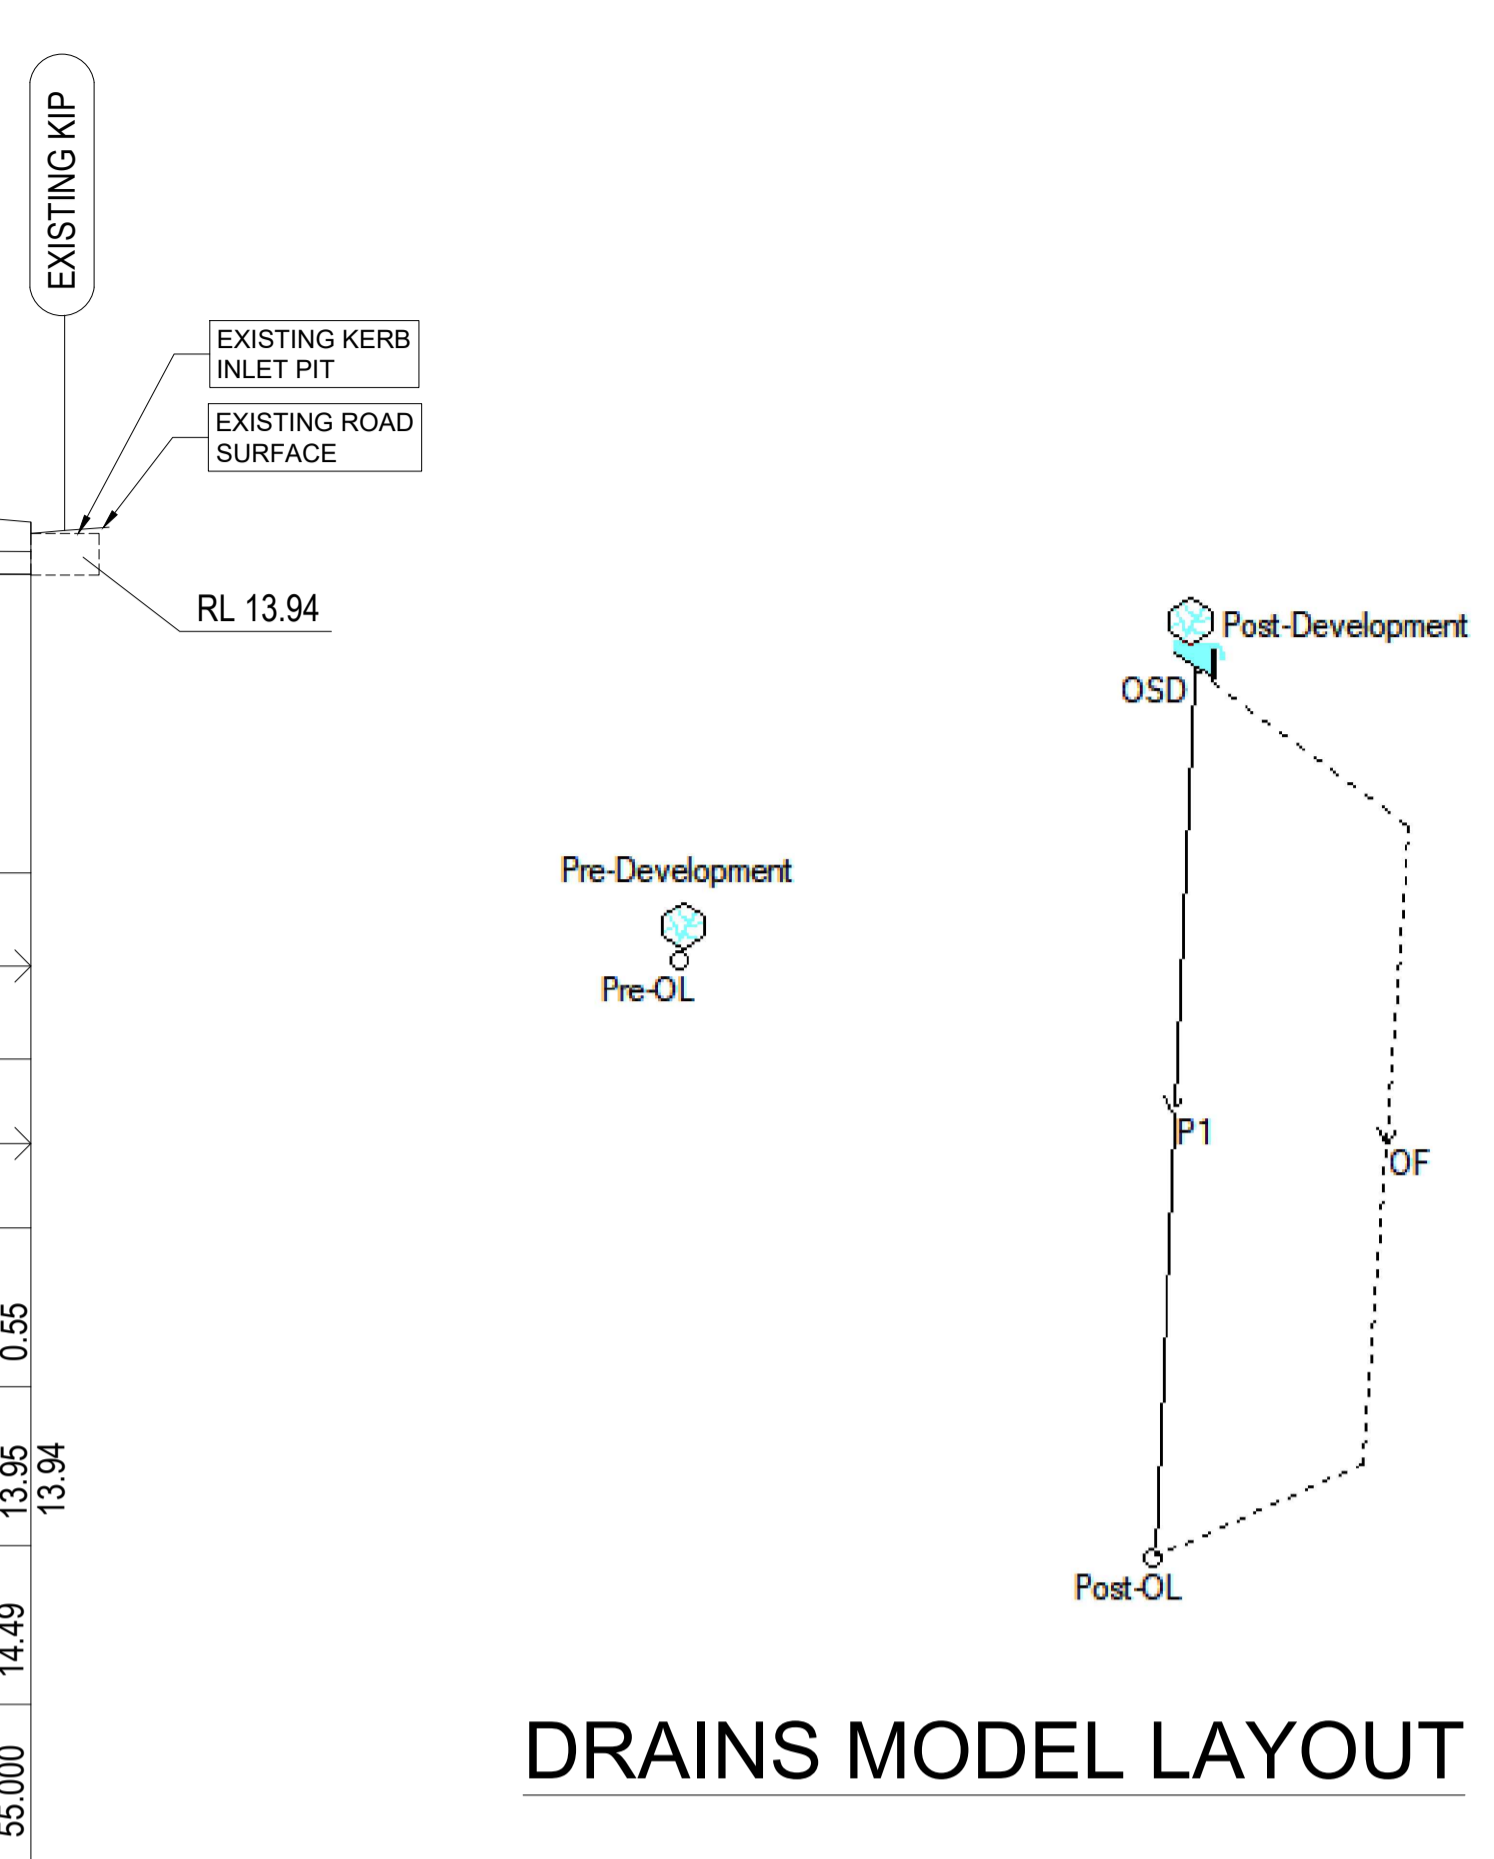 EXISTING KIP
EXISTING KERB
INLET PIT
EXISTING ROAD
SURFACE
RL 13.94
Post-Development
OSD
Pre-Development
Pre-OL
P1
OF
0.55
13.95
13.94
Post-OL
14.49
55.000
DRAINS MODEL LAYOUT